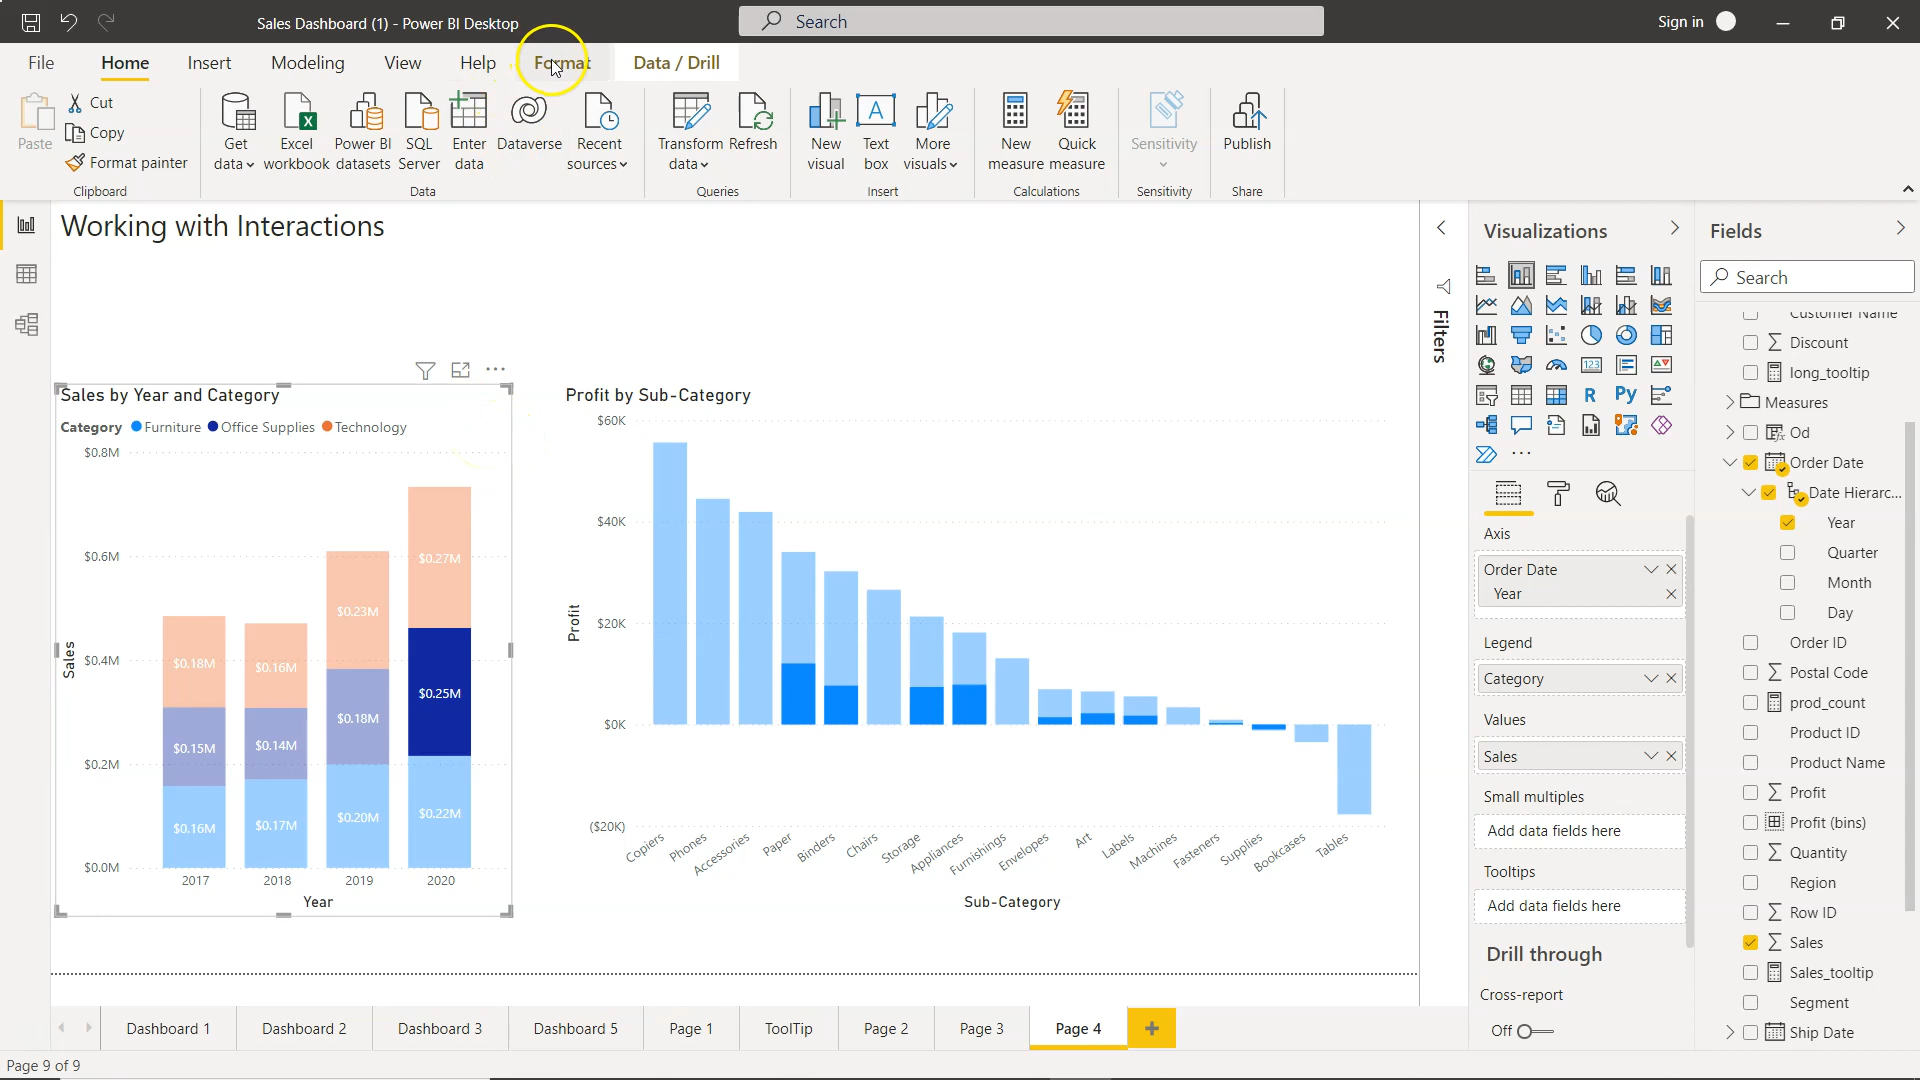 Sales Dashboard (1) - Power BI Desktop
Search
Sign in
File
Home
Insert
Modeling
View
Help
Format
Data / Drill
Paste
Cut
Copy
Format painter
Clipboard
Get
data
Excel
workbook
Power BI
datasets
SQL
Server
Enter
data
Dataverse
Recent
sources
Data
Transform
data
Refresh
Queries
New
visual
Text
box
More
visuals
Insert
New
measure
Quick
measure
Calculations
Sensitivity
Sensitivity
Publish
Share
Working with Interactions
Sales by Year and Category
Category
Furniture
Office Supplies
Technology
$0.8M
$0.6M
$0.4M
$0.2M
$0.0M
Sales
$0.18M
$0.15M
$0.16M
$0.16M
$0.14M
$0.17M
$0.23M
$0.18M
$0.20M
$0.27M
$0.25M
$0.22M
2017
2018
2019
2020
Year
Profit by Sub-Category
$60K
$40K
$20K
$0K
($20K)
Profit
Copiers
Phones
Accessories
Paper
Binders
Chairs
Storage
Appliances
Furnishings
Envelopes
Art
Labels
Machines
Fasteners
Supplies
Bookcases
Tables
Sub-Category
Filters
Visualizations
R
Py
123
Axis
Order Date
Year
Legend
Category
Values
Sales
Small multiples
Add data fields here
Tooltips
Add data fields here
Drill through
Cross-report
Off
Fields
Search
Customer Name
Discount
long_tooltip
Measures
Od
Order Date
Date Hierarc...
Year
Quarter
Month
Day
Order ID
Postal Code
prod_count
Product ID
Product Name
Profit
Profit (bins)
Quantity
Region
Row ID
Sales
Sales_tooltip
Segment
Ship Date
Dashboard 1
Dashboard 2
Dashboard 3
Dashboard 5
Page 1
ToolTip
Page 2
Page 3
Page 4
Page 9 of 9